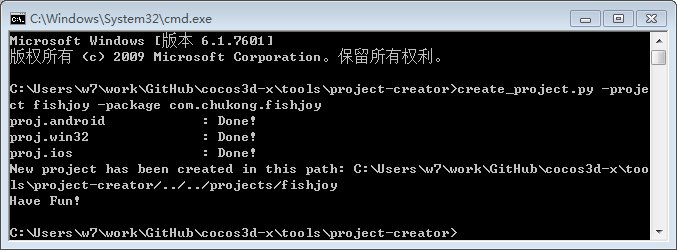 C:\Windows\System32\cmd.exe
Microsoft Windows [版本 6.1.7601]
版权所有 (c) 2009 Microsoft Corporation。保留所有权利。
C:\Users\w7\work\GitHub\cocos3d-x\tools\project-creator>create_project.py -proje
ct fishjoy -package com.chukong.fishjoy
proj.android : Done!
proj.win32 : Done!
proj.ios : Done!
New project has been created in this path: C:\Users\w7\work\GitHub\cocos3d-x\too
ls\project-creator/../../projects/fishjoy
Have Fun!
C:\Users\w7\work\GitHub\cocos3d-x\tools\project-creator>